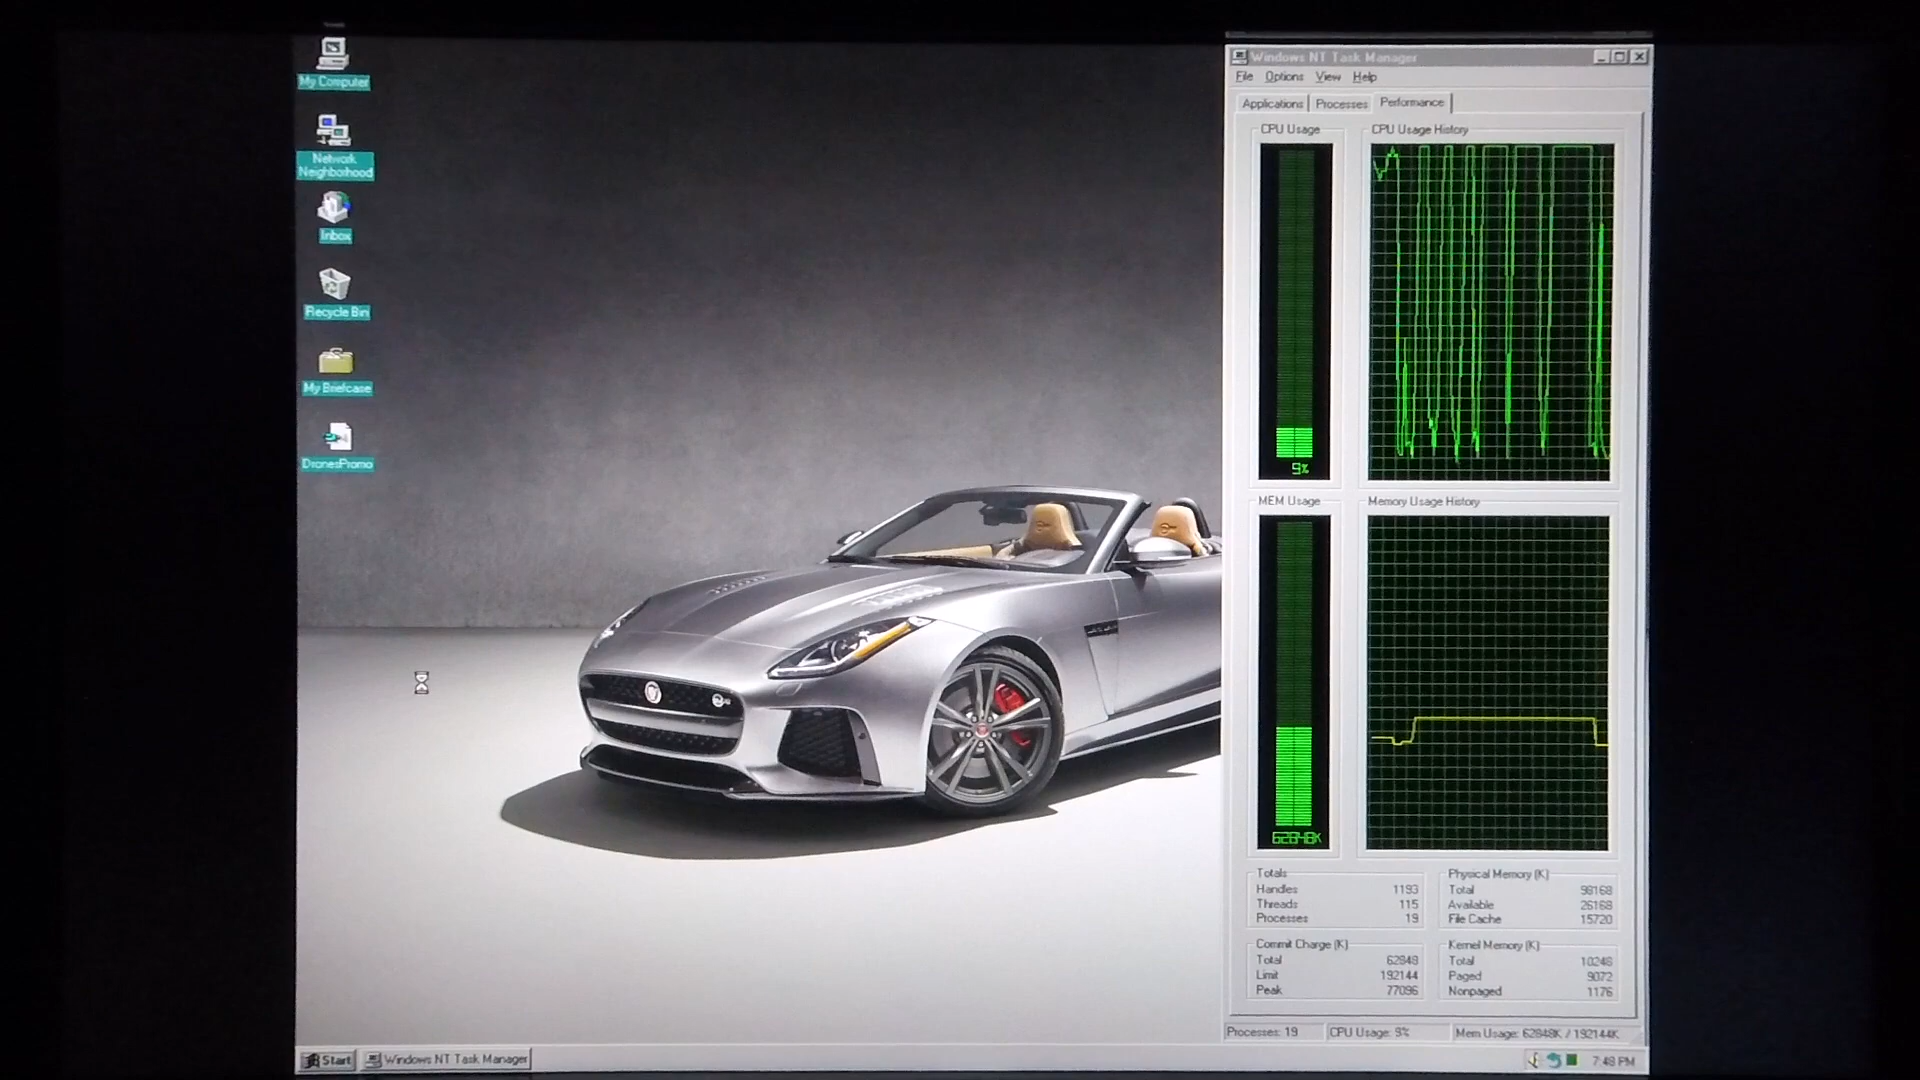 My Computer
Network
Neighborhood
Inbox
Recycle Bin
My Briefcase
DronesPromo
Windows NT Task Manager
File Options View Help
Applications Processes Performance
CPU Usage
CPU Usage History
9%
MEM Usage
Memory Usage History
62848K
Totals
Handles 1193
Threads 115
Processes 19
Physical Memory (K)
Total 98168
Available 26168
File Cache 15720
Commit Charge (K)
Total 62848
Limit 192144
Peak 77096
Kernel Memory (K)
Total 10248
Paged 9072
Nonpaged 1176
Processes: 19 CPU Usage: 9% Mem Usage: 62848K / 192144K
Start Windows NT Task Manager 7:48 PM